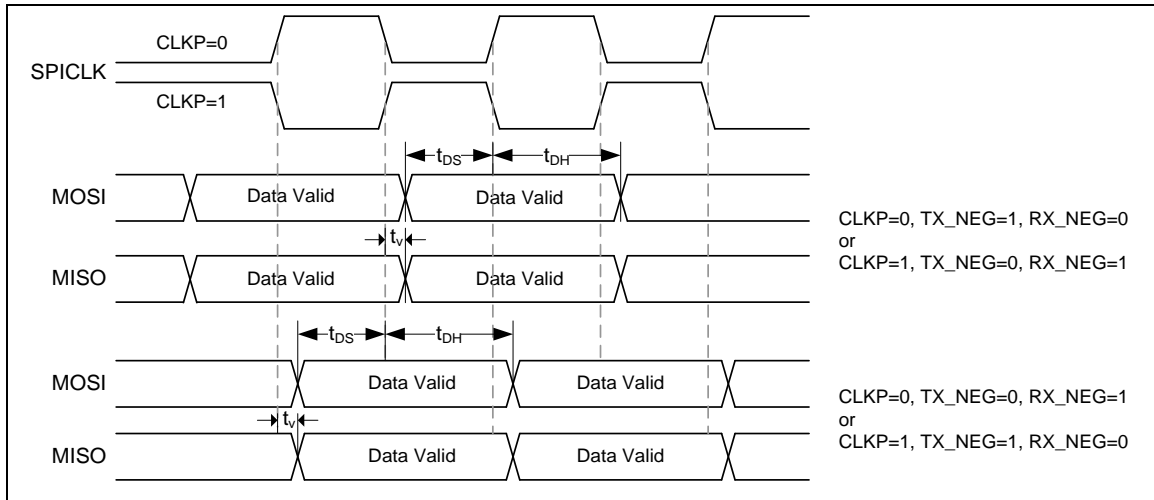 CLKP=0
SPICLK
CLKP=1
tDS tDH
MOSI Data Valid Data Valid
CLKP=0, TX_NEG=1, RX_NEG=0
or
CLKP=1, TX_NEG=0, RX_NEG=1
tv
MISO Data Valid Data Valid
tDS tDH
MOSI Data Valid Data Valid
CLKP=0, TX_NEG=0, RX_NEG=1
or
CLKP=1, TX_NEG=1, RX_NEG=0
tv
MISO Data Valid Data Valid